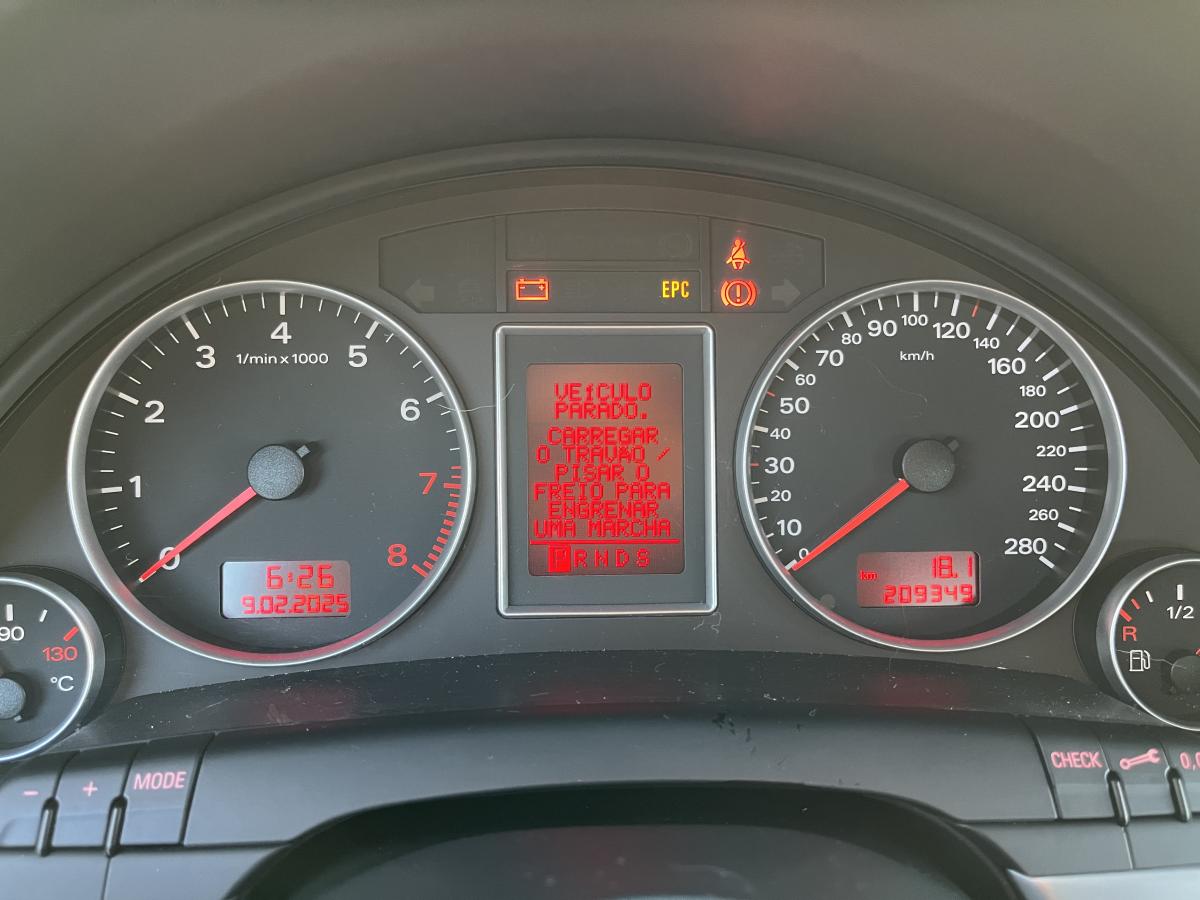 EPC
4
3
1/min x 1000
5
2
6
1
7
0
8
6:26
9.02.2025
VEíCULO
PARADO.
CARREGAR
O TRAVÃO /
PISAR O
FREIO PARA
ENGRENAR
UMA MARCHA
P R N D S
100
90
120
80
140
km/h
70
160
60
180
50
200
40
220
30
240
20
260
10
280
0
18.1
km
209349
90
130
°C
1/2
R
-
+
MODE
CHECK